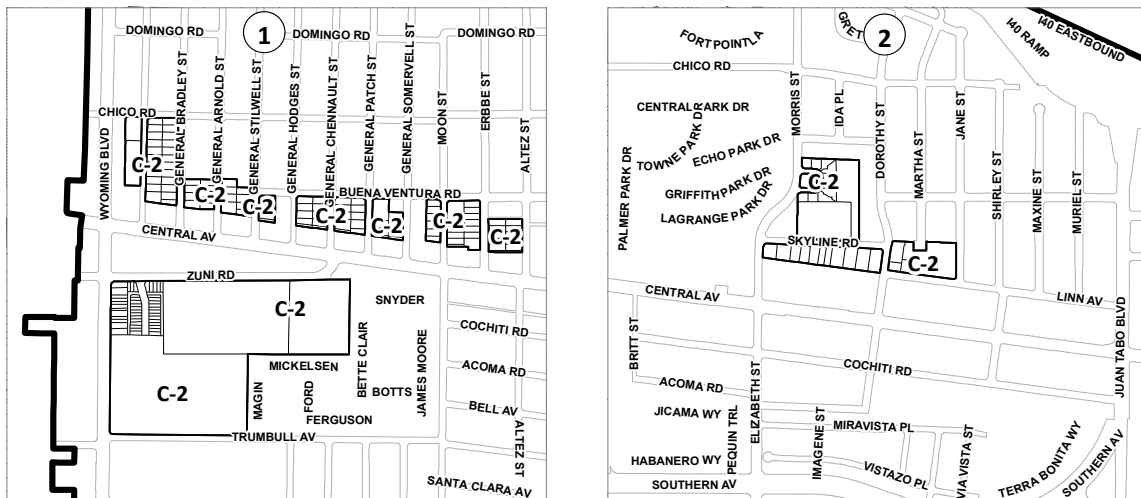 1
DOMINGO RD
DOMINGO RD
DOMINGO RD
GENERAL BRADLEY ST
GENERAL ARNOLD ST
GENERAL STILWELL ST
GENERAL HODGES ST
GENERAL CHENNAULT ST
GENERAL PATCH ST
GENERAL SOMERVELL ST
MOON ST
ERBBE ST
ALTEZ ST
CHICO RD
WYOMING BLVD
C-2
C-2
C-2
C-2
C-2
C-2
C-2
BUENA VENTURA RD
CENTRAL AV
ZUNI RD
C-2
SNYDER
COCHITI RD
BETTE CLAIR
JAMES MOORE
MICKELSEN
ACOMA RD
C-2
MAGIN
FORD
BOTTS
FERGUSON
BELL AV
ALTEZ ST
TRUMBULL AV
SANTA CLARA AV
2
GRET
I40 RAMP
I40 EASTBOUND
FORT POINT LA
CHICO RD
MORRIS ST
IDA PL
DOROTHY ST
MARTHA ST
JANE ST
SHIRLEY ST
MAXINE ST
MURIEL ST
CENTRAL PARK DR
TOWNE PARK DR
ECHO PARK DR
GRIFFITH PARK DR
LAGRANGE PARK DR
PALMER PARK DR
C-2
SKYLINE RD
C-2
CENTRAL AV
LINN AV
JUAN TABO BLVD
BRITT ST
COCHITI RD
ACOMA RD
ELIZABETH ST
JICAMA WY
PEQUIN TRL
IMAGENE ST
MIRAVISTA PL
HABANERO WY
VISTAZO PL
VIA VISTA ST
TERRA BONITA WY
SOUTHERN AV
SOUTHERN AV